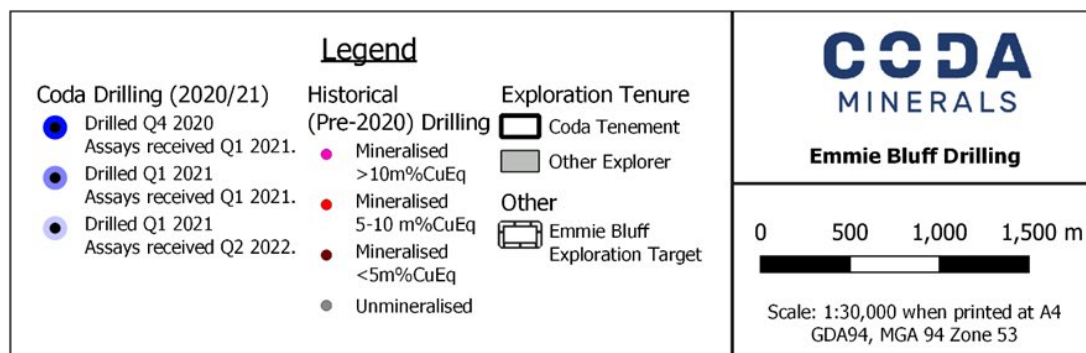 Legend
Coda Drilling (2020/21)
Drilled Q4 2020
Assays received Q1 2021.
Drilled Q1 2021
Assays received Q1 2021.
Drilled Q1 2021
Assays received Q2 2022.
Historical
(Pre-2020) Drilling
Mineralised
>10m%CuEq
Mineralised
5-10 m%CuEq
Mineralised
<5m%CuEq
Unmineralised
Exploration Tenure
Coda Tenement
Other Explorer
Other
Emmie Bluff
Exploration Target
CODA
MINERALS
Emmie Bluff Drilling
0 500 1,000 1,500 m
Scale: 1:30,000 when printed at A4
GDA94, MGA 94 Zone 53